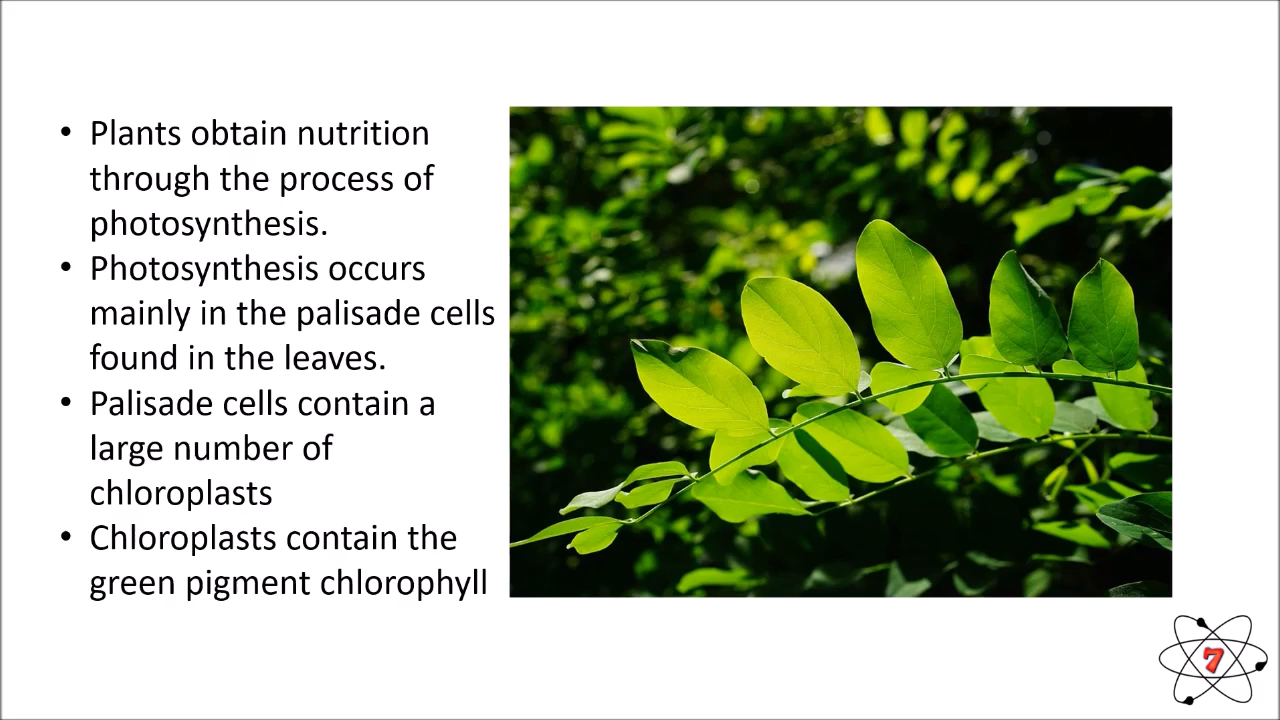 • Plants obtain nutrition
through the process of
photosynthesis.
• Photosynthesis occurs
mainly in the palisade cells
found in the leaves.
• Palisade cells contain a
large number of
chloroplasts
• Chloroplasts contain the
green pigment chlorophyll
7